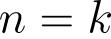 n = k